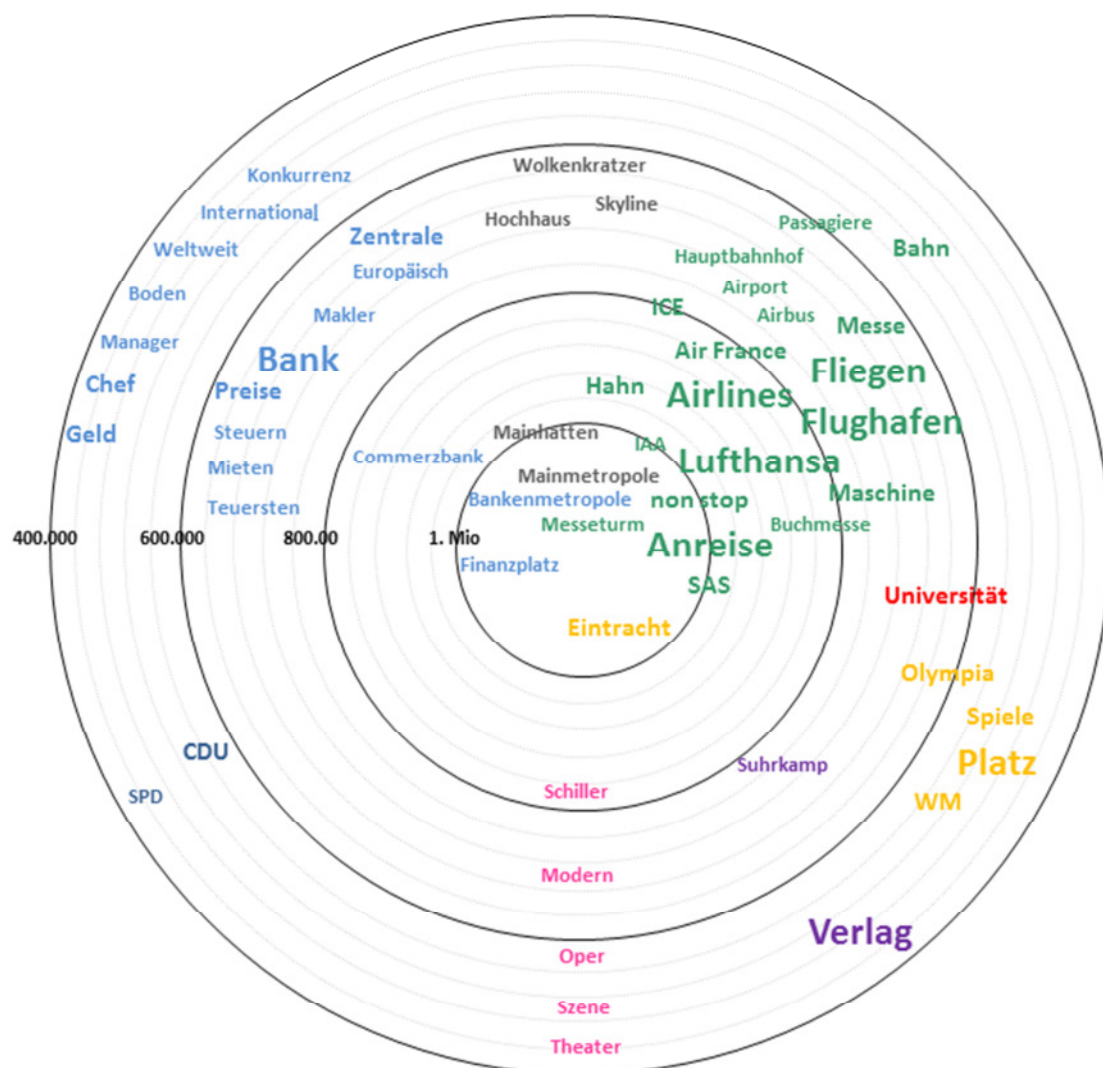 Wolkenkratzer
Konkurrenz
Skyline
International
Hochhaus
Passagiere
Zentrale
Bahn
Weltweit
Hauptbahnhof
Europäisch
Airport
Boden
ICE
Makler
Airbus
Messe
Manager
Air France
Bank
Fliegen
Chef
Hahn
Preise
Airlines
Flughafen
Geld
Steuern
Mainhatten
IAA
Commerzbank
Lufthansa
Mieten
Mainmetropole
Maschine
Bankenmetropole
non stop
Teuersten
Messeturm
Buchmesse
400.000
600.000
800.00
1. Mio
Anreise
Finanzplatz
SAS
Universität
Eintracht
Olympia
Spiele
CDU
Platz
Suhrkamp
Schiller
SPD
WM
Modern
Verlag
Oper
Szene
Theater